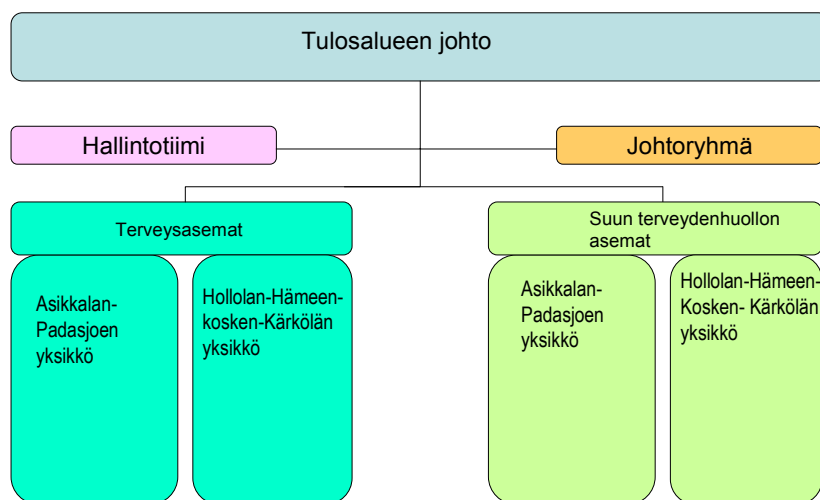 Tulosalueen johto
Hallintotiimi
Johtoryhmä
Terveysasemat
Suun terveydenhuollon
asemat
Asikkalan-
Padasjoen
yksikkö
Hollolan-Hämeen-
kosken-Kärkölän
yksikkö
Asikkalan-
Padasjoen
yksikkö
Hollolan-Hämeen-
Kosken- Kärkölän
yksikkö